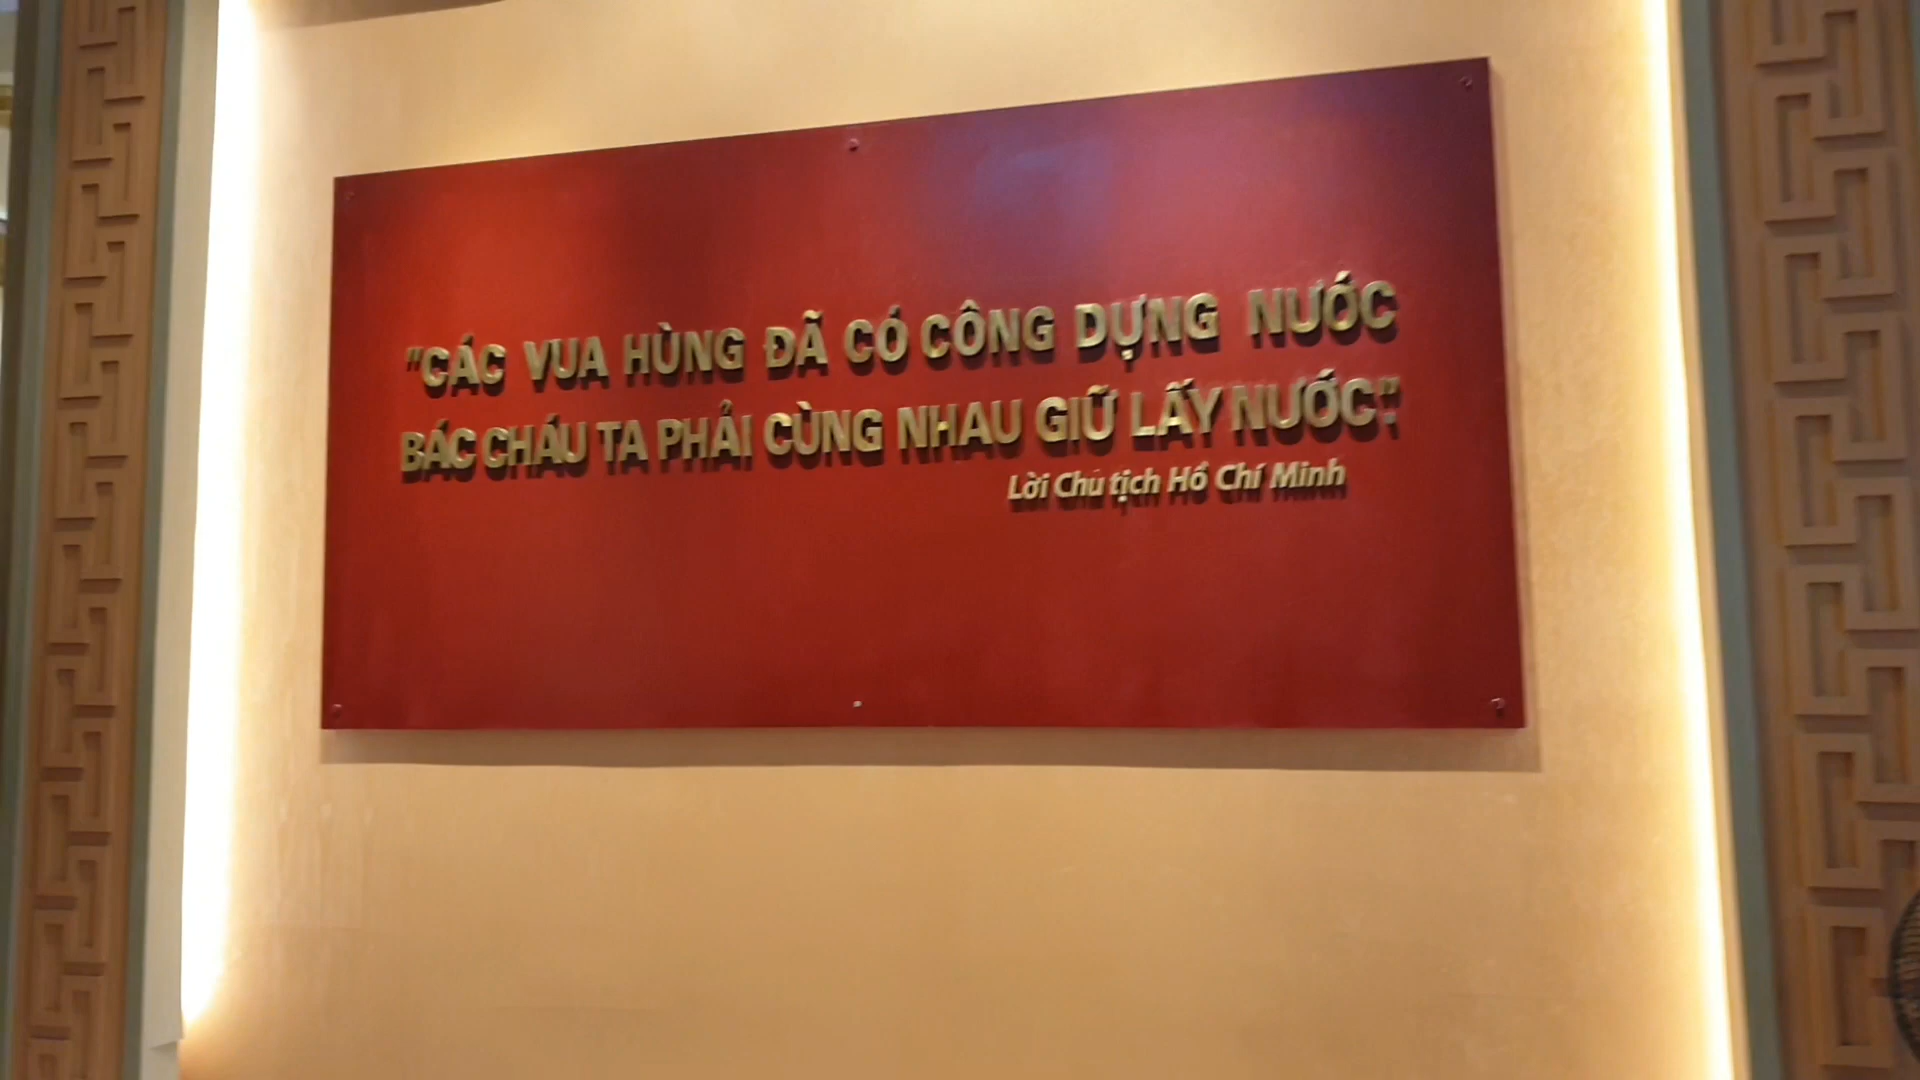 "CÁC VUA HÙNG ĐÃ CÓ CÔNG DỰNG NƯỚC
BÁC CHÁU TA PHẢI CÙNG NHAU GIỮ LẤY NƯỚC".
Lời Chủ tịch Hồ Chí Minh